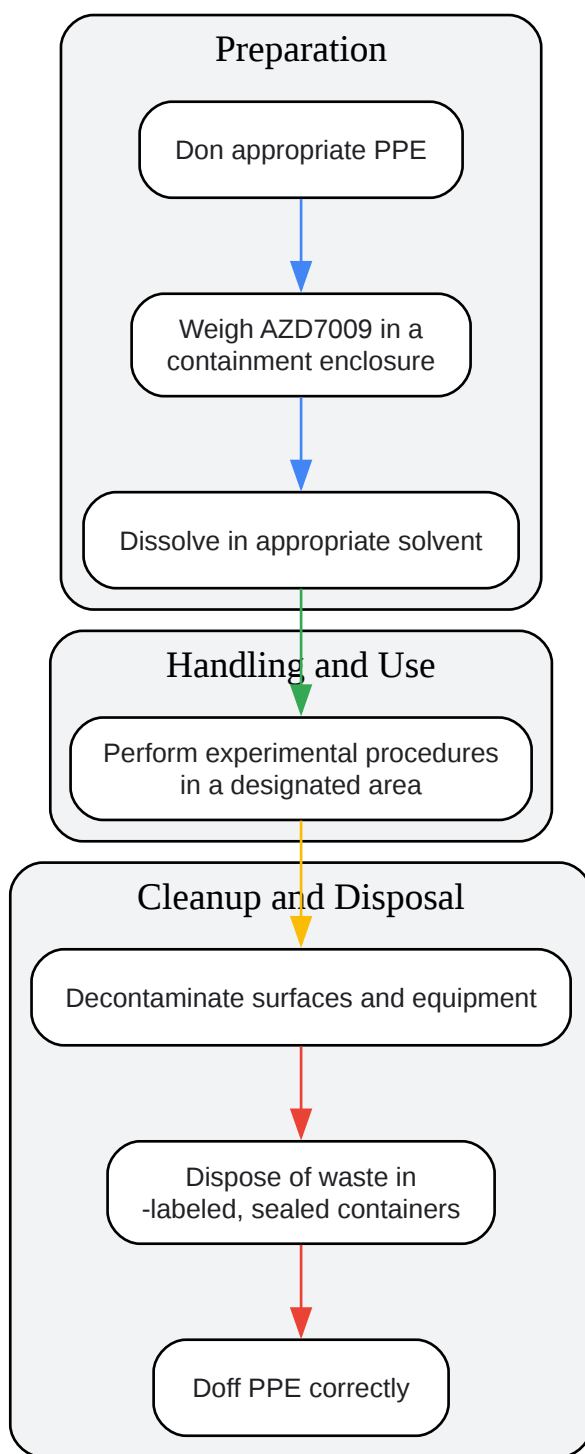 Preparation
Don appropriate PPE
Weigh AZD7009 in a
containment enclosure
Dissolve in appropriate solvent
Handling and Use
Perform experimental procedures
in a designated area
Cleanup and Disposal
Decontaminate surfaces and equipment
Dispose of waste in
-labeled, sealed containers
Doff PPE correctly